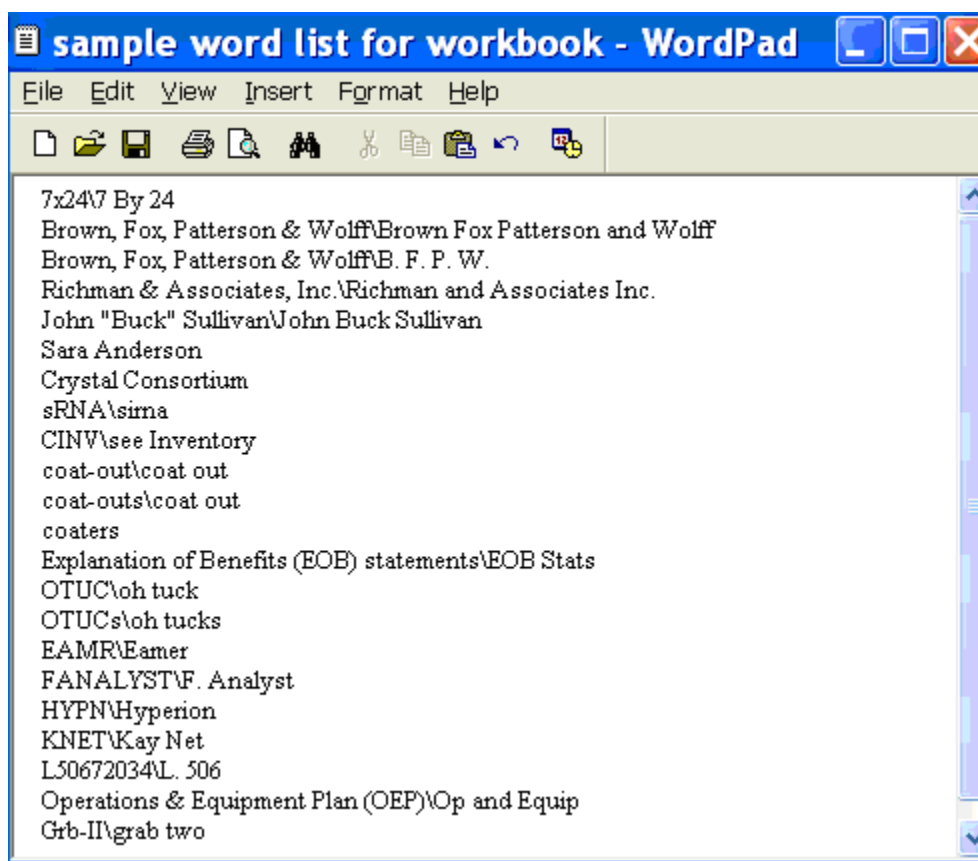 sample word list for workbook - WordPad
File Edit View Insert Format Help
7x24\7 By 24
Brown, Fox, Patterson & Wolff\Brown Fox Patterson and Wolff
Brown, Fox, Patterson & Wolff\B. F. P. W.
Richman & Associates, Inc.\Richman and Associates Inc.
John "Buck" Sullivan\John Buck Sullivan
Sara Anderson
Crystal Consortium
sRNA\sirna
CINV\see Inventory
coat-out\coat out
coat-outs\coat out
coaters
Explanation of Benefits (EOB) statements\EOB Stats
OTUC\oh tuck
OTUCs\oh tucks
EAMR\Eamer
FANALYST\F. Analyst
HYPN\Hyperion
KNET\Kay Net
L50672034\L. 506
Operations & Equipment Plan (OEP)\Op and Equip
Grb-II\grab two